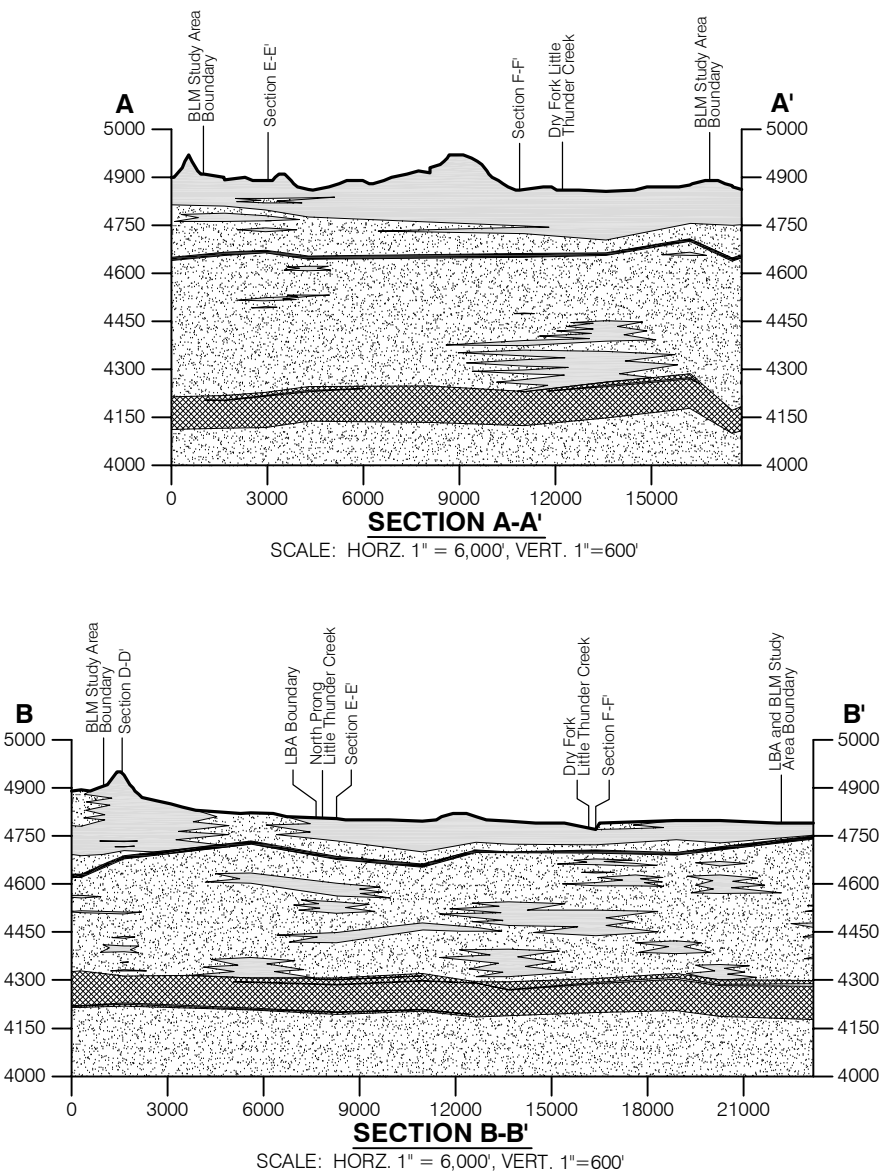 BLM Study Area
Boundary
Section E-E'
Section F-F'
Dry Fork Little
Thunder Creek
BLM Study Area
Boundary
A
A'
5000
4900
4750
4600
4450
4300
4150
4000
5000
4900
4750
4600
4450
4300
4150
4000
0
3000
6000
9000
12000
15000
SECTION A-A'
SCALE: HORZ. 1" = 6,000', VERT. 1"=600'
BLM Study Area
Boundary
Section D-D'
LBA Boundary
North Prong
Little Thunder Creek
Section E-E'
Dry Fork
Little Thunder Creek
Section F-F'
LBA and BLM Study
Area Boundary
B
B'
5000
4900
4750
4600
4450
4300
4150
4000
5000
4900
4750
4600
4450
4300
4150
4000
0
3000
6000
9000
12000
15000
18000
21000
SECTION B-B'
SCALE: HORZ. 1" = 6,000', VERT. 1"=600'